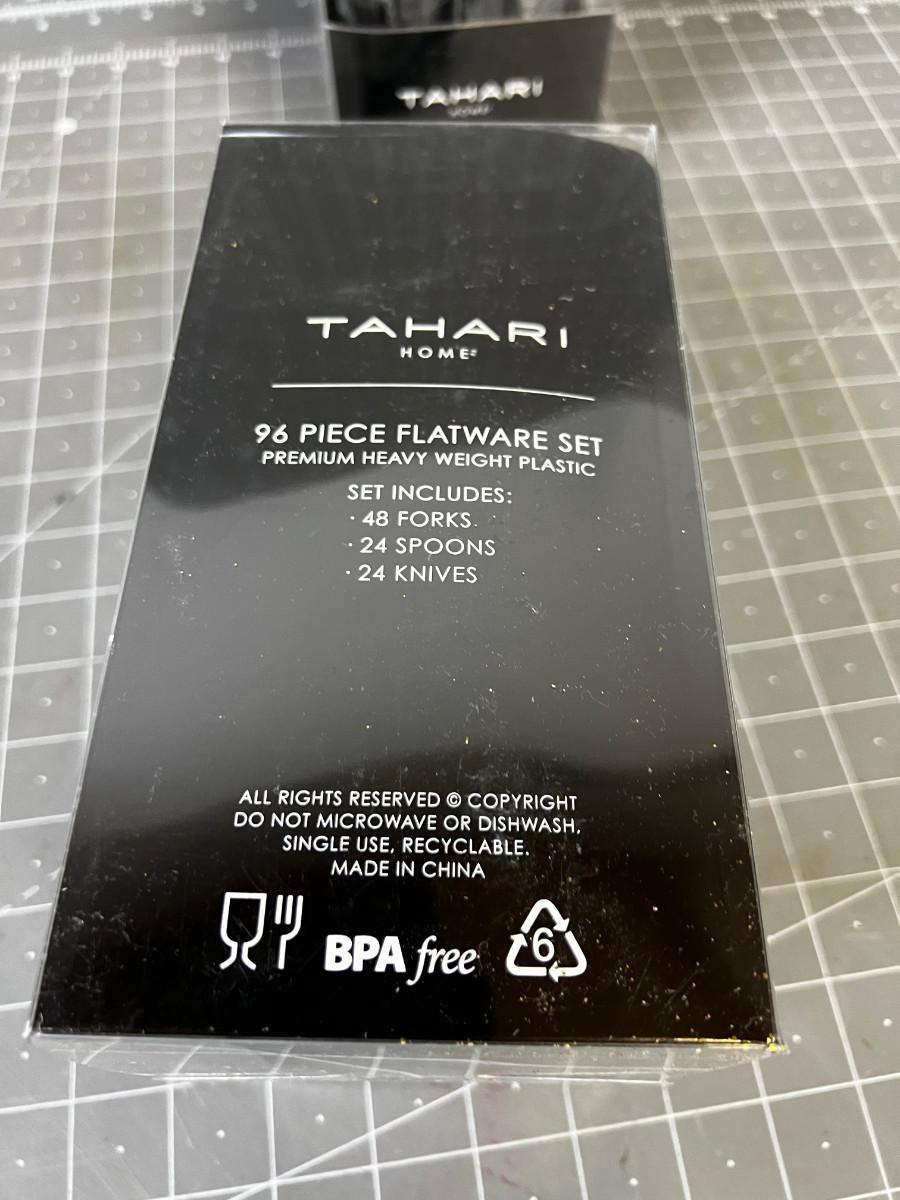 TAHARI
TAHARI
HOME
96 PIECE FLATWARE SET
PREMIUM HEAVY WEIGHT PLASTIC
SET INCLUDES:
· 48 FORKS
· 24 SPOONS
· 24 KNIVES
ALL RIGHTS RESERVED © COPYRIGHT
DO NOT MICROWAVE OR DISHWASH,
SINGLE USE, RECYCLABLE.
MADE IN CHINA
BPA free 6